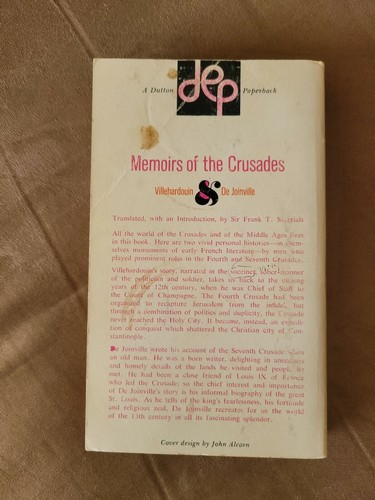 A Dutton dep Paperback
Memoirs of the Crusades
Villehardouin & De Joinville
Translated, with an Introduction, by Sir Frank T. Marzials
All the world of the Crusades and of the Middle Ages lives
in this book. Here are two vivid personal histories—in them-
selves monuments of early French literature—by men who
played prominent roles in the Fourth and Seventh Crusades.
Villehardouin's story, narrated in the succinct, sober manner
of the politician and soldier, takes us back to the closing
years of the 12th century, when he was Chief of Staff to
the Count of Champagne. The Fourth Crusade had been
organized to recapture Jerusalem from the infidel, but
through a combination of politics and duplicity, the Crusade
never reached the Holy City. It became, instead, an expedi-
tion of conquest which shattered the Christian city of Con-
stantinople.
De Joinville wrote his account of the Seventh Crusade when
an old man. He was a born writer, delighting in anecdotes
and homely details of the lands he visited and people he
met. He had been a close friend of Louis IX of France
who led the Crusade; so the chief interest and importance
of De Joinville's story is his informal biography of the great
St. Louis. As he tells of the king's fearlessness, his fortitude
and religious zeal, De Joinville recreates for us the world
of the 13th century in all its fascinating splendor.
Cover design by John Alcorn